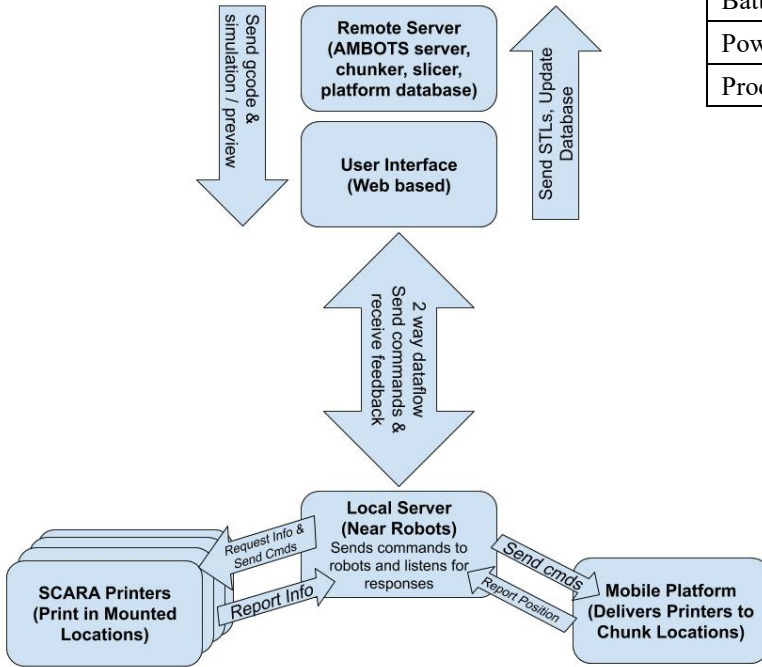 Send gcode &
simulation /
preview
Remote Server
(AMBOTS server,
chunker, slicer,
platform database)
Send STLs, Update
Database
User Interface
(Web based)
2 way dataflow
Send commands &
receive feedback
Local Server
(Near Robots)
Sends commands to
robots and listens for
responses
Request Info &
Send Cmds
Report Info
Send cmds
Report Position
SCARA Printers
(Print in Mounted
Locations)
Mobile Platform
(Delivers Printers to
Chunk Locations)